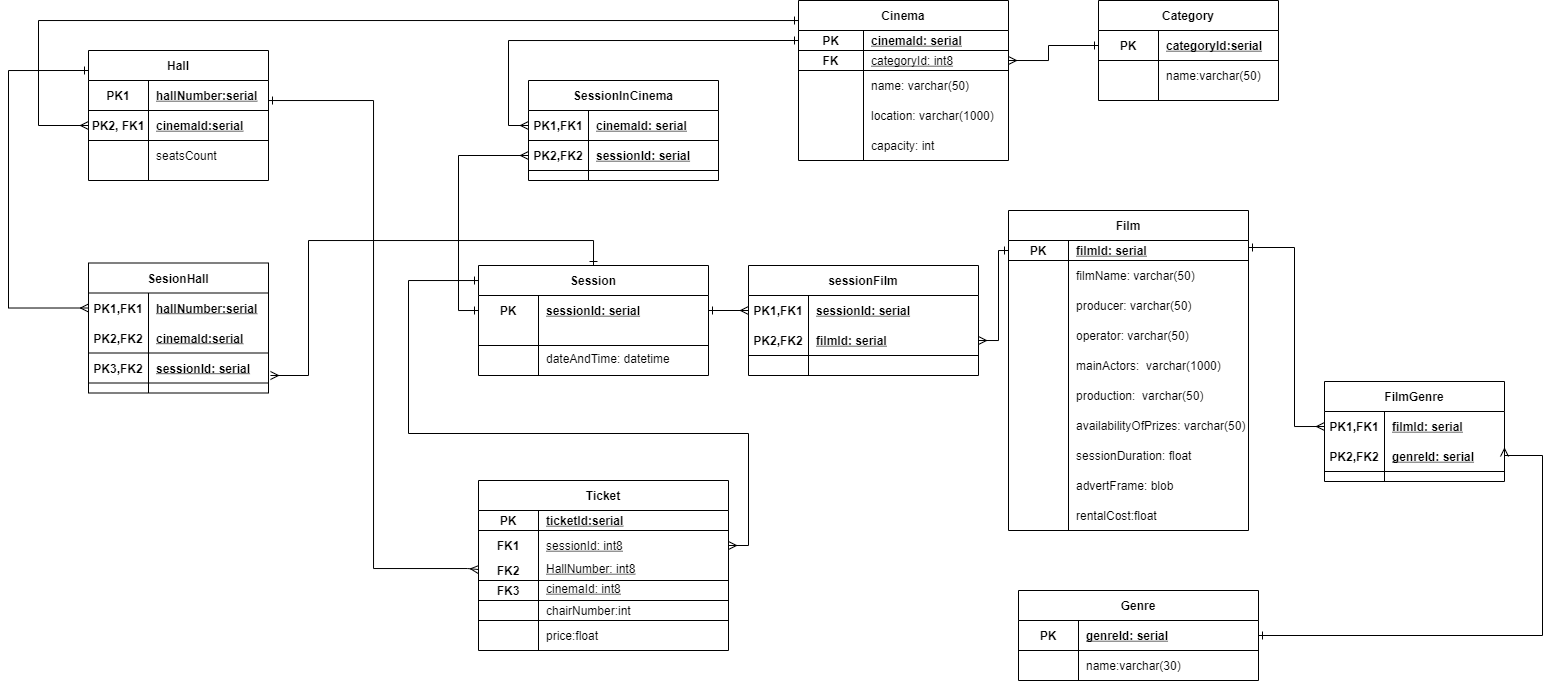 Cinema
PK cinemaId: serial
FK categoryId: int8
name: varchar(50)
location: varchar(1000)
capacity: int
Category
PK categoryId:serial
name:varchar(50)
Hall
PK1 hallNumber:serial
PK2, FK1 cinemaId:serial
seatsCount
SessionInCinema
PK1,FK1 cinemaId: serial
PK2,FK2 sessionId: serial
SesionHall
PK1,FK1 hallNumber:serial
PK2,FK2 cinemaId:serial
PK3,FK2 sessionId: serial
Session
PK sessionId: serial
dateAndTime: datetime
sessionFilm
PK1,FK1 sessionId: serial
PK2,FK2 filmId: serial
Film
PK filmId: serial
filmName: varchar(50)
producer: varchar(50)
operator: varchar(50)
mainActors: varchar(1000)
production: varchar(50)
availabilityOfPrizes: varchar(50)
sessionDuration: float
advertFrame: blob
rentalCost:float
FilmGenre
PK1,FK1 filmId: serial
PK2,FK2 genreId: serial
Ticket
PK ticketId:serial
FK1 sessionId: int8
FK2 HallNumber: int8
FK3 cinemaId: int8
chairNumber:int
price:float
Genre
PK genreId: serial
name:varchar(30)